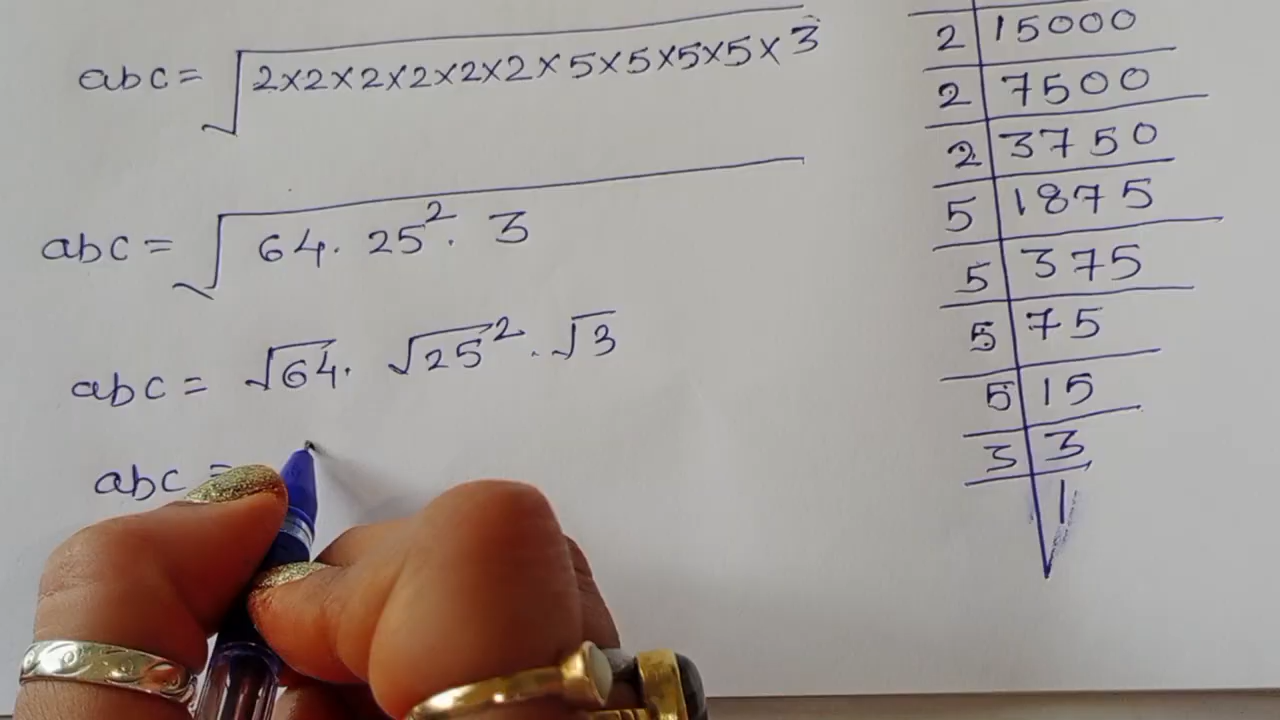 abc = √2×2×2×2×2×2×5×5×5×5×3
abc = √64. 25². 3
abc = √64. √25². √3
abc =
2 | 15000
2 | 7500
2 | 3750
5 | 1875
5 | 375
5 | 75
5 | 15
3 | 3
1